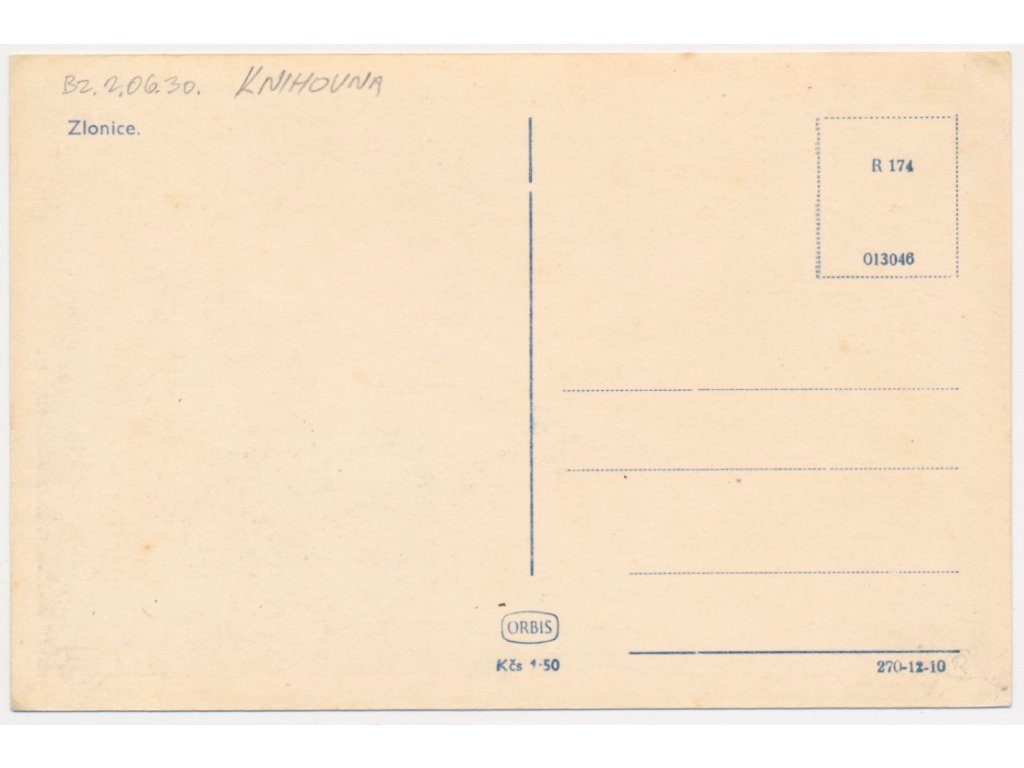 BZ.2.06.30. KNIHOVNA
Zlonice.
R 174
013046
ORBIS
Kčs 1·50
270-12-10